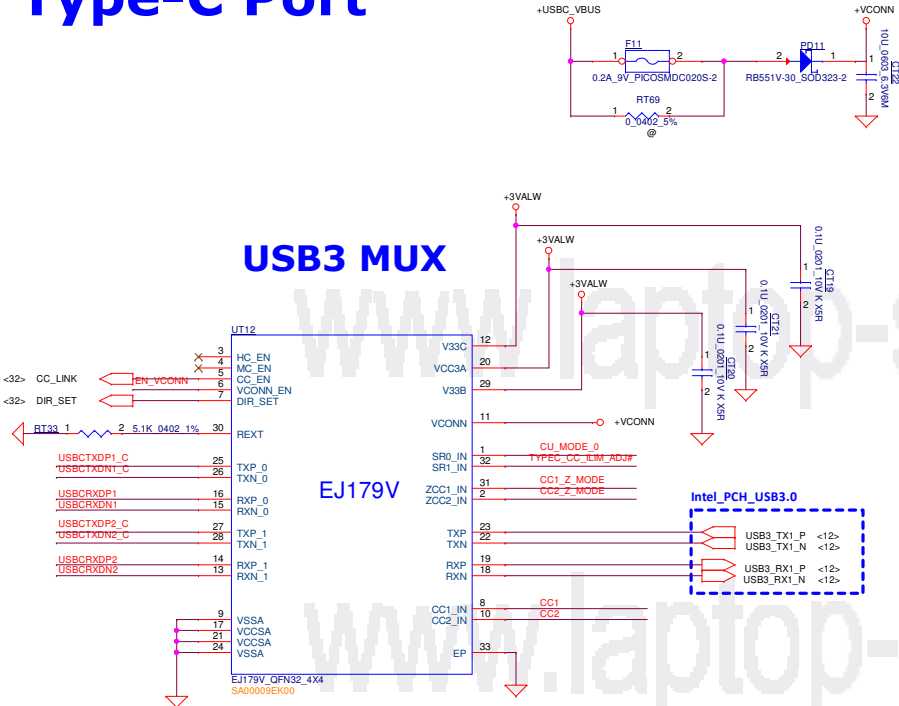 Type-C Port
+USBC_VBUS
+VCONN
F11
1 2
0.2A_9V_PICOSMDC020S-2
PD11
2 1
RB551V-30_SOD323-2
RT69
1 2
0_0402_5%
@
1
2
10U_0603_6.3V6M
CT22
USB3 MUX
+3VALW
+3VALW
+3VALW
1
2
0.1U_0201_10V K X5R
CT19
1
2
0.1U_0201_10V K X5R
CT21
1
2
0.1U_0201_10V K X5R
CT20
www.laptop-s
UT12
3 HC_EN
4 MC_EN
<32> CC_LINK 5 CC_EN
EN_VCONN 6 VCONN_EN
<32> DIR_SET 7 DIR_SET
RT33 1 2 5.1K_0402_1% 30 REXT
USBCTXDP1_C 25 TXP_0
USBCTXDN1_C 26 TXN_0
USBCRXDP1 16 RXP_0
USBCRXDN1 15 RXN_0
USBCTXDP2_C 27 TXP_1
USBCTXDN2_C 28 TXN_1
USBCRXDP2 14 RXP_1
USBCRXDN2 13 RXN_1
9 VSSA
17 VCCSA
21 VCCSA
24 VSSA
EJ179V
V33C 12
VCC3A 20
V33B 29
VCONN 11 +VCONN
SR0_IN 1 CU_MODE_0
SR1_IN 32 TYPEC_CC_ILIM_ADJ#
ZCC1_IN 31 CC1_Z_MODE
ZCC2_IN 2 CC2_Z_MODE
Intel_PCH_USB3.0
TXP 23 USB3_TX1_P <12>
TXN 22 USB3_TX1_N <12>
RXP 19 USB3_RX1_P <12>
RXN 18 USB3_RX1_N <12>
CC1_IN 8 CC1
CC2_IN 10 CC2
EP 33
EJ179V_QFN32_4X4
SA00009EK00
www.laptop-